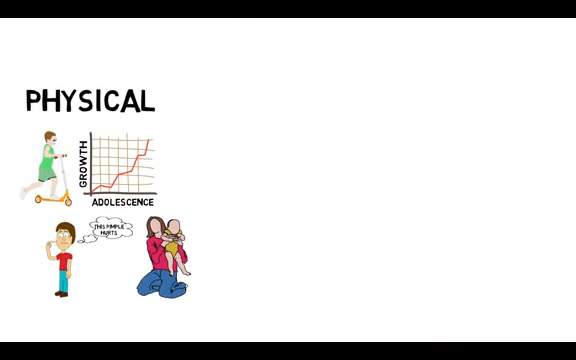 PHYSICAL
GROWTH
ADOLESCENCE
THIS PIMPLE
HURTS